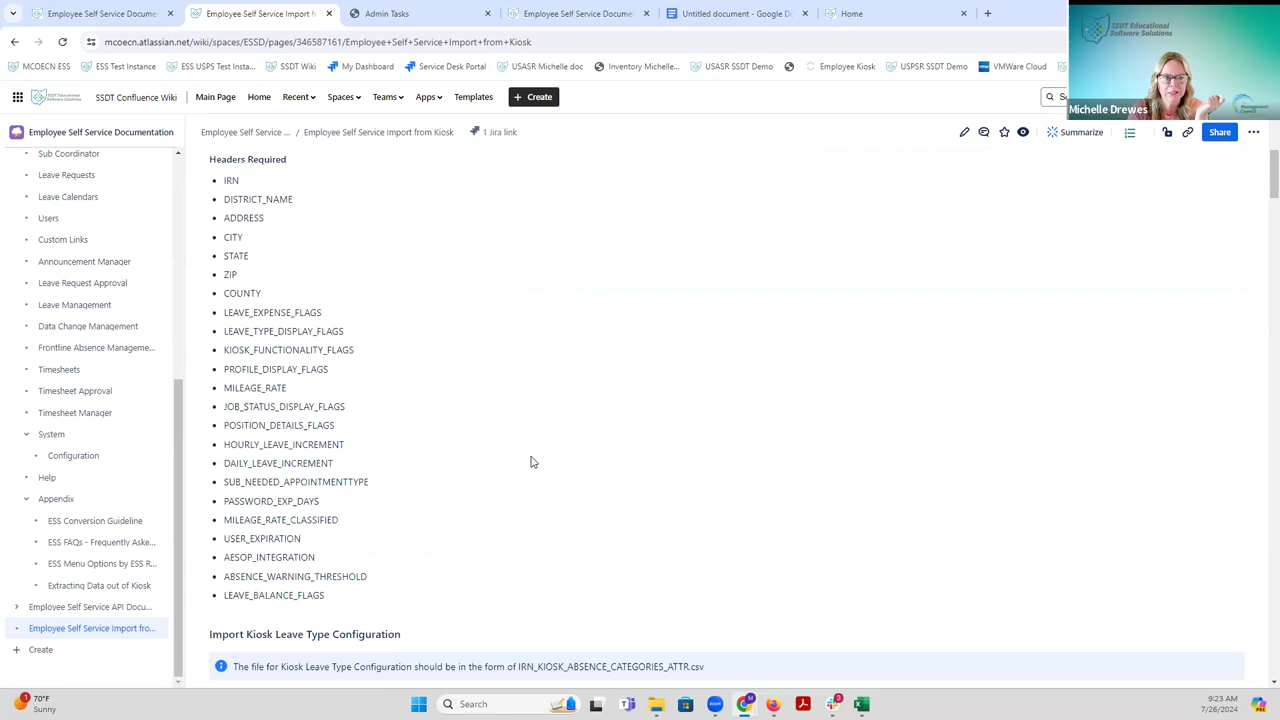 Employee Self Service Docume
Employee Self Service Import f
Admin Tasks
Employee Self Service Docume
Untitled document - Google Do
Home
mcoecn.atlassian.net/wiki/spaces/ESSD/pages/346587161/Employee+Self+Service+Import+from+Kiosk
MCOECN ESS
ESS Test Instance
ESS USPS Test Insta...
SSDT Wiki
My Dashboard
Service Desk Portal
USASR Michelle doc
Inventory Michelle...
USASR SSDT Demo
Employee Kiosk
USPSR SSDT Demo
VMWare Cloud
SSDT Educational
Software Solutions
Management
Council
Michelle Drewes
SSDT Confluence Wiki
Main Page
Home
Recent
Spaces
Teams
Apps
Templates
+ Create
Employee Self Service Documentation
Employee Self Service ... / Employee Self Service Import from Kiosk
1 Jira link
Summarize
Share
Sub Coordinator
Leave Requests
Leave Calendars
Users
Custom Links
Announcement Manager
Leave Request Approval
Leave Management
Data Change Management
Frontline Absence Manageme...
Timesheets
Timesheet Approval
Timesheet Manager
System
Configuration
Help
Appendix
ESS Conversion Guideline
ESS FAQs - Frequently Aske...
ESS Menu Options by ESS R...
Extracting Data out of Kiosk
Employee Self Service API Docu...
Employee Self Service Import fro...
Create
Headers Required
• IRN
• DISTRICT_NAME
• ADDRESS
• CITY
• STATE
• ZIP
• COUNTY
• LEAVE_EXPENSE_FLAGS
• LEAVE_TYPE_DISPLAY_FLAGS
• KIOSK_FUNCTIONALITY_FLAGS
• PROFILE_DISPLAY_FLAGS
• MILEAGE_RATE
• JOB_STATUS_DISPLAY_FLAGS
• POSITION_DETAILS_FLAGS
• HOURLY_LEAVE_INCREMENT
• DAILY_LEAVE_INCREMENT
• SUB_NEEDED_APPOINTMENTTYPE
• PASSWORD_EXP_DAYS
• MILEAGE_RATE_CLASSIFIED
• USER_EXPIRATION
• AESOP_INTEGRATION
• ABSENCE_WARNING_THRESHOLD
• LEAVE_BALANCE_FLAGS
Import Kiosk Leave Type Configuration
The file for Kiosk Leave Type Configuration should be in the form of IRN_KIOSK_ABSENCE_CATEGORIES_ATTR.csv
70°F
Sunny
Search
9:23 AM
7/26/2024